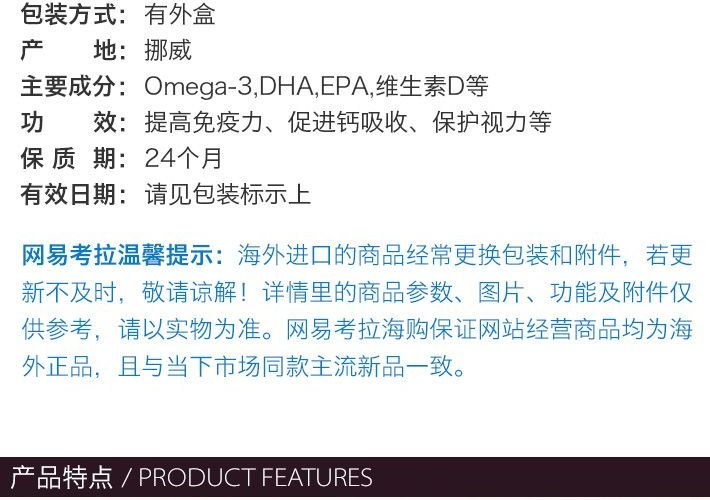 包装方式：有外盒
产 地：挪威
主要成分：Omega-3,DHA,EPA,维生素D等
功 效：提高免疫力、促进钙吸收、保护视力等
保 质 期：24个月
有效日期：请见包装标示上
网易考拉温馨提示：海外进口的商品经常更换包装和附件，若更
新不及时，敬请谅解！详情里的商品参数、图片、功能及附件仅
供参考，请以实物为准。网易考拉海购保证网站经营商品均为海
外正品，且与当下市场同款主流新品一致。
产品特点 / PRODUCT FEATURES